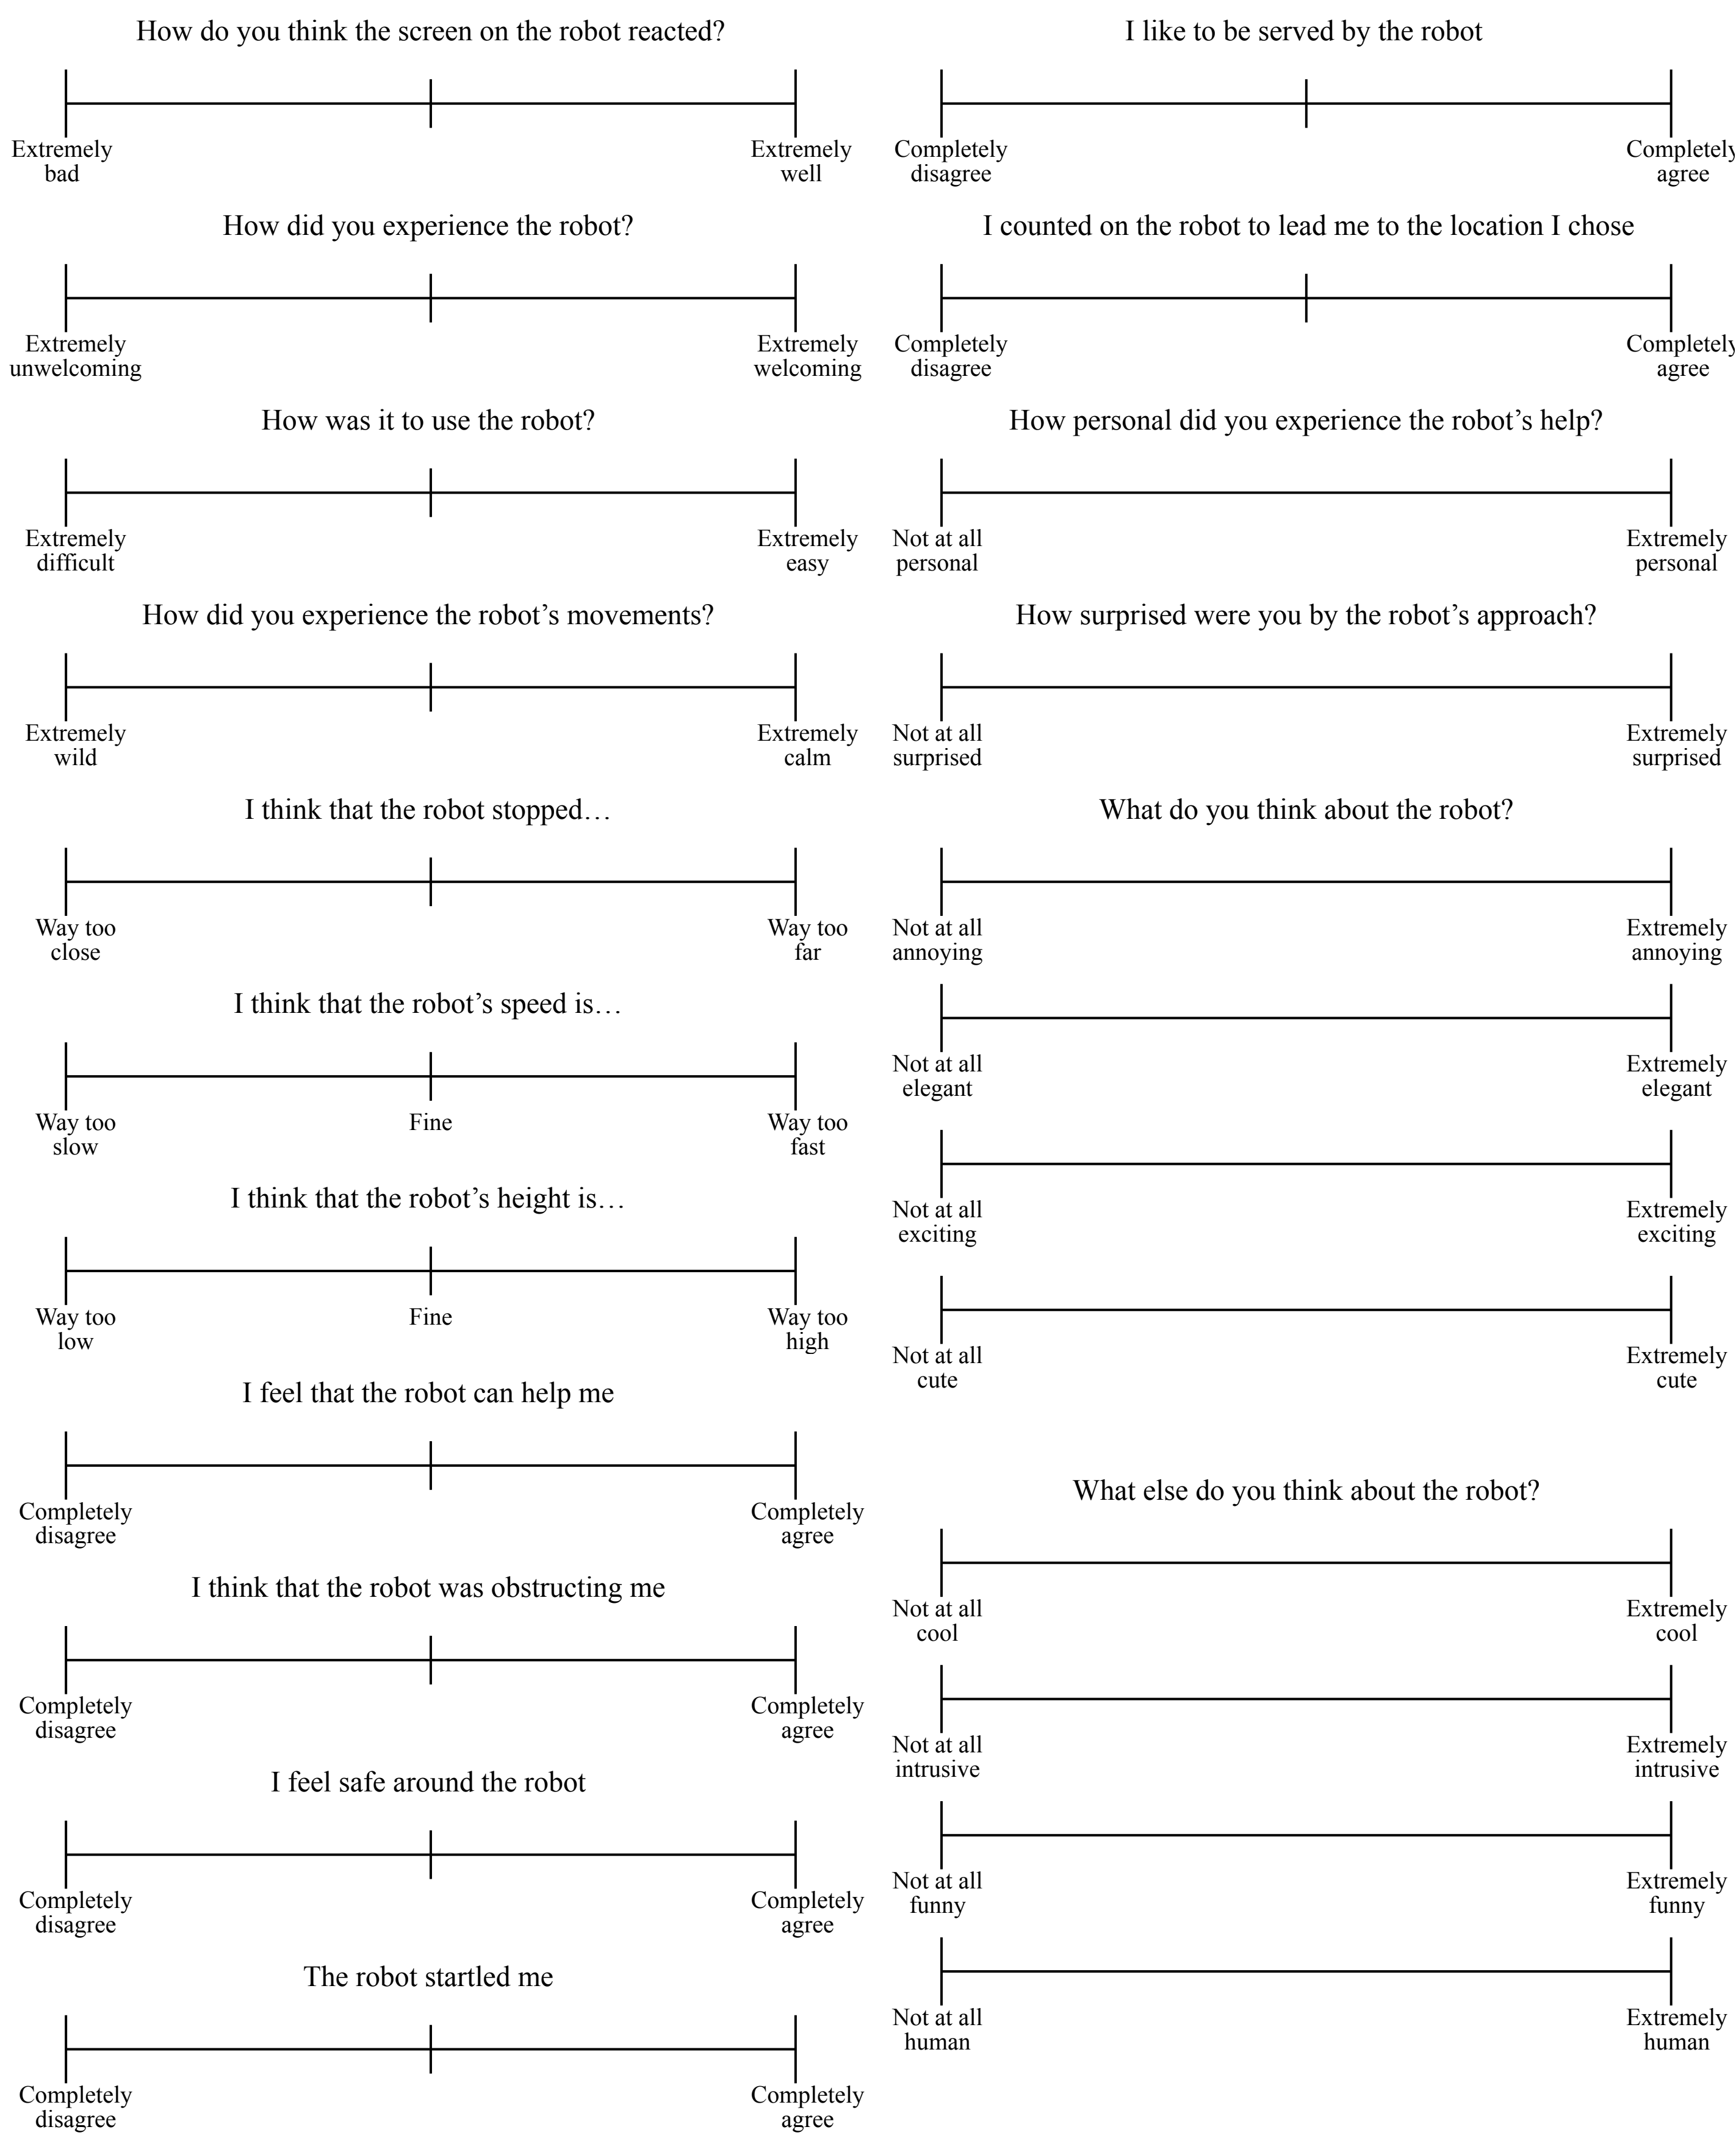 How do you think the screen on the robot reacted?
Extremely bad
Extremely well
How did you experience the robot?
Extremely unwelcoming
Extremely welcoming
How was it to use the robot?
Extremely difficult
Extremely easy
How did you experience the robot’s movements?
Extremely wild
Extremely calm
I think that the robot stopped…
Way too close
Way too far
I think that the robot’s speed is…
Way too slow
Fine
Way too fast
I think that the robot’s height is…
Way too low
Fine
Way too high
I feel that the robot can help me
Completely disagree
Completely agree
I think that the robot was obstructing me
Completely disagree
Completely agree
I feel safe around the robot
Completely disagree
Completely agree
The robot startled me
Completely disagree
Completely agree
I like to be served by the robot
Completely disagree
Completely agree
I counted on the robot to lead me to the location I chose
Completely disagree
Completely agree
How personal did you experience the robot’s help?
Not at all personal
Extremely personal
How surprised were you by the robot’s approach?
Not at all surprised
Extremely surprised
What do you think about the robot?
Not at all annoying
Extremely annoying
Not at all elegant
Extremely elegant
Not at all exciting
Extremely exciting
Not at all cute
Extremely cute
What else do you think about the robot?
Not at all cool
Extremely cool
Not at all intrusive
Extremely intrusive
Not at all funny
Extremely funny
Not at all human
Extremely human